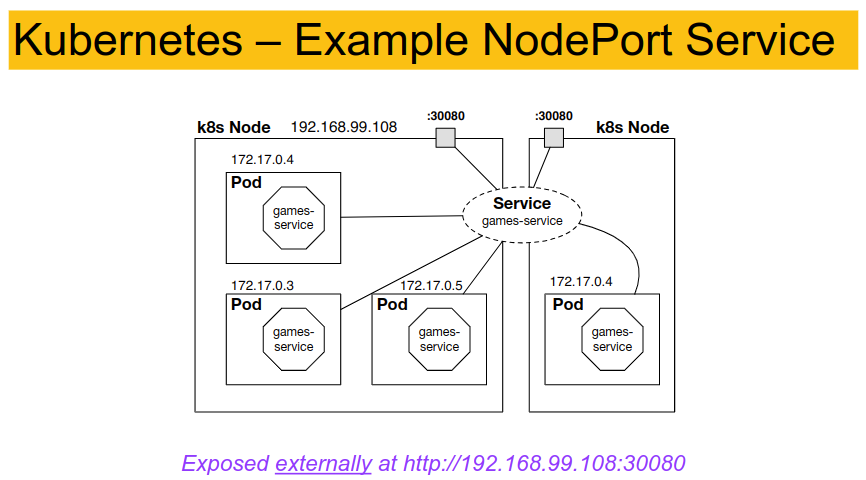 Kubernetes – Example NodePort Service
:30080
:30080
k8s Node
192.168.99.108
k8s Node
172.17.0.4
Pod
games-
service
Service
games-service
172.17.0.3
Pod
games-
service
172.17.0.5
Pod
games-
service
172.17.0.4
Pod
games-
service
Exposed externally at http://192.168.99.108:30080